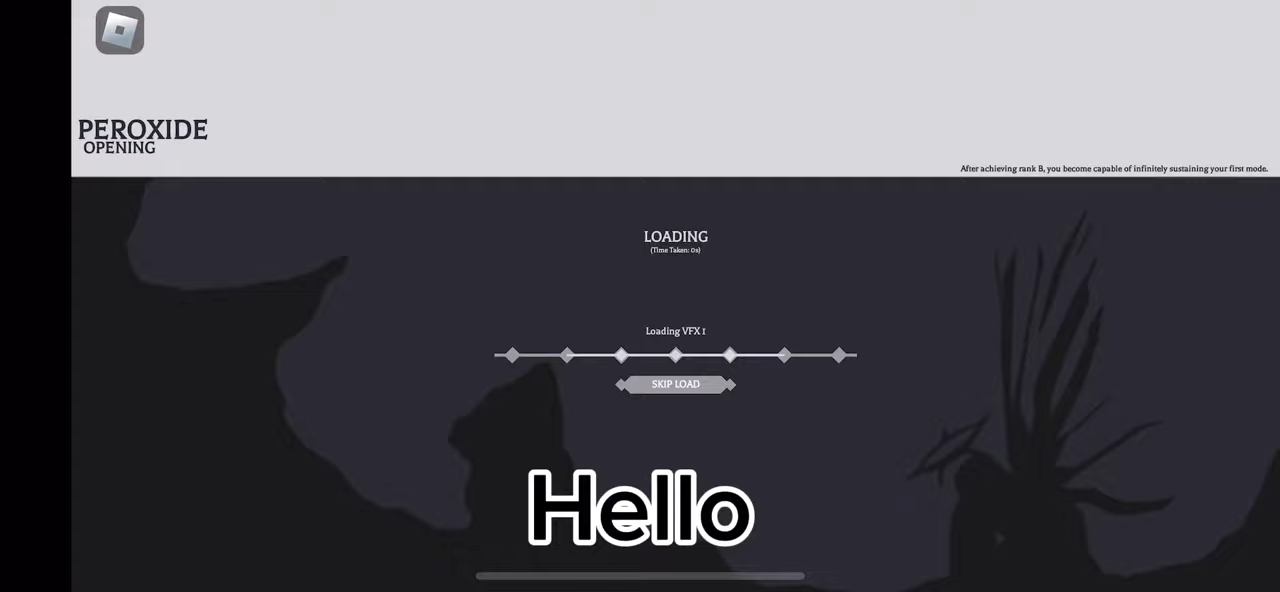 PEROXIDE
OPENING
After achieving rank B, you become capable of infinitely sustaining your first mode.
LOADING
(Time Taken: 0s)
Loading VFX 1
SKIP LOAD
Hello